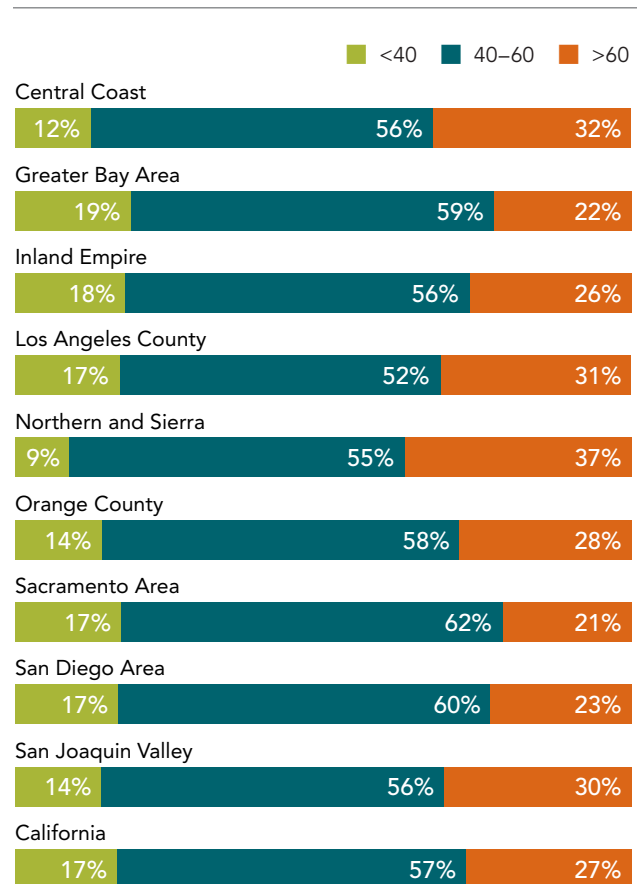 <40 40–60 >60
Central Coast
12% 56% 32%
Greater Bay Area
19% 59% 22%
Inland Empire
18% 56% 26%
Los Angeles County
17% 52% 31%
Northern and Sierra
9% 55% 37%
Orange County
14% 58% 28%
Sacramento Area
17% 62% 21%
San Diego Area
17% 60% 23%
San Joaquin Valley
14% 56% 30%
California
17% 57% 27%